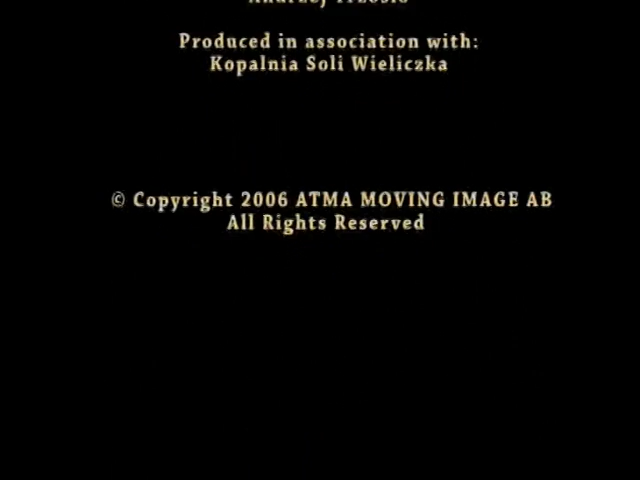 Produced in association with:
Kopalnia Soli Wieliczka
© Copyright 2006 ATMA MOVING IMAGE AB
All Rights Reserved